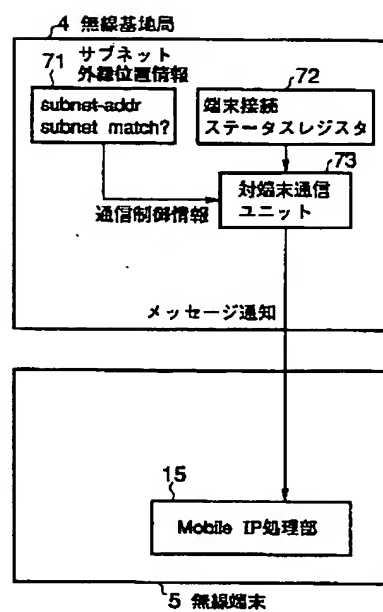 4 無線基地局
71 サブネット
外縁位置情報
subnet-addr
subnet match?
72
端末接続
ステータスレジスタ
73
対端末通信
ユニット
通信制御情報
メッセージ通知
15
Mobile IP処理部
5 無線端末